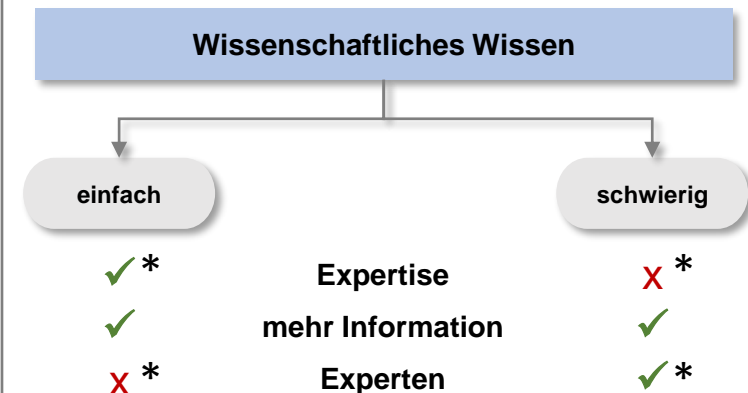 Wissenschaftliches Wissen
einfach schwierig
✓* Expertise x*
✓ mehr Information ✓
x* Experten ✓*